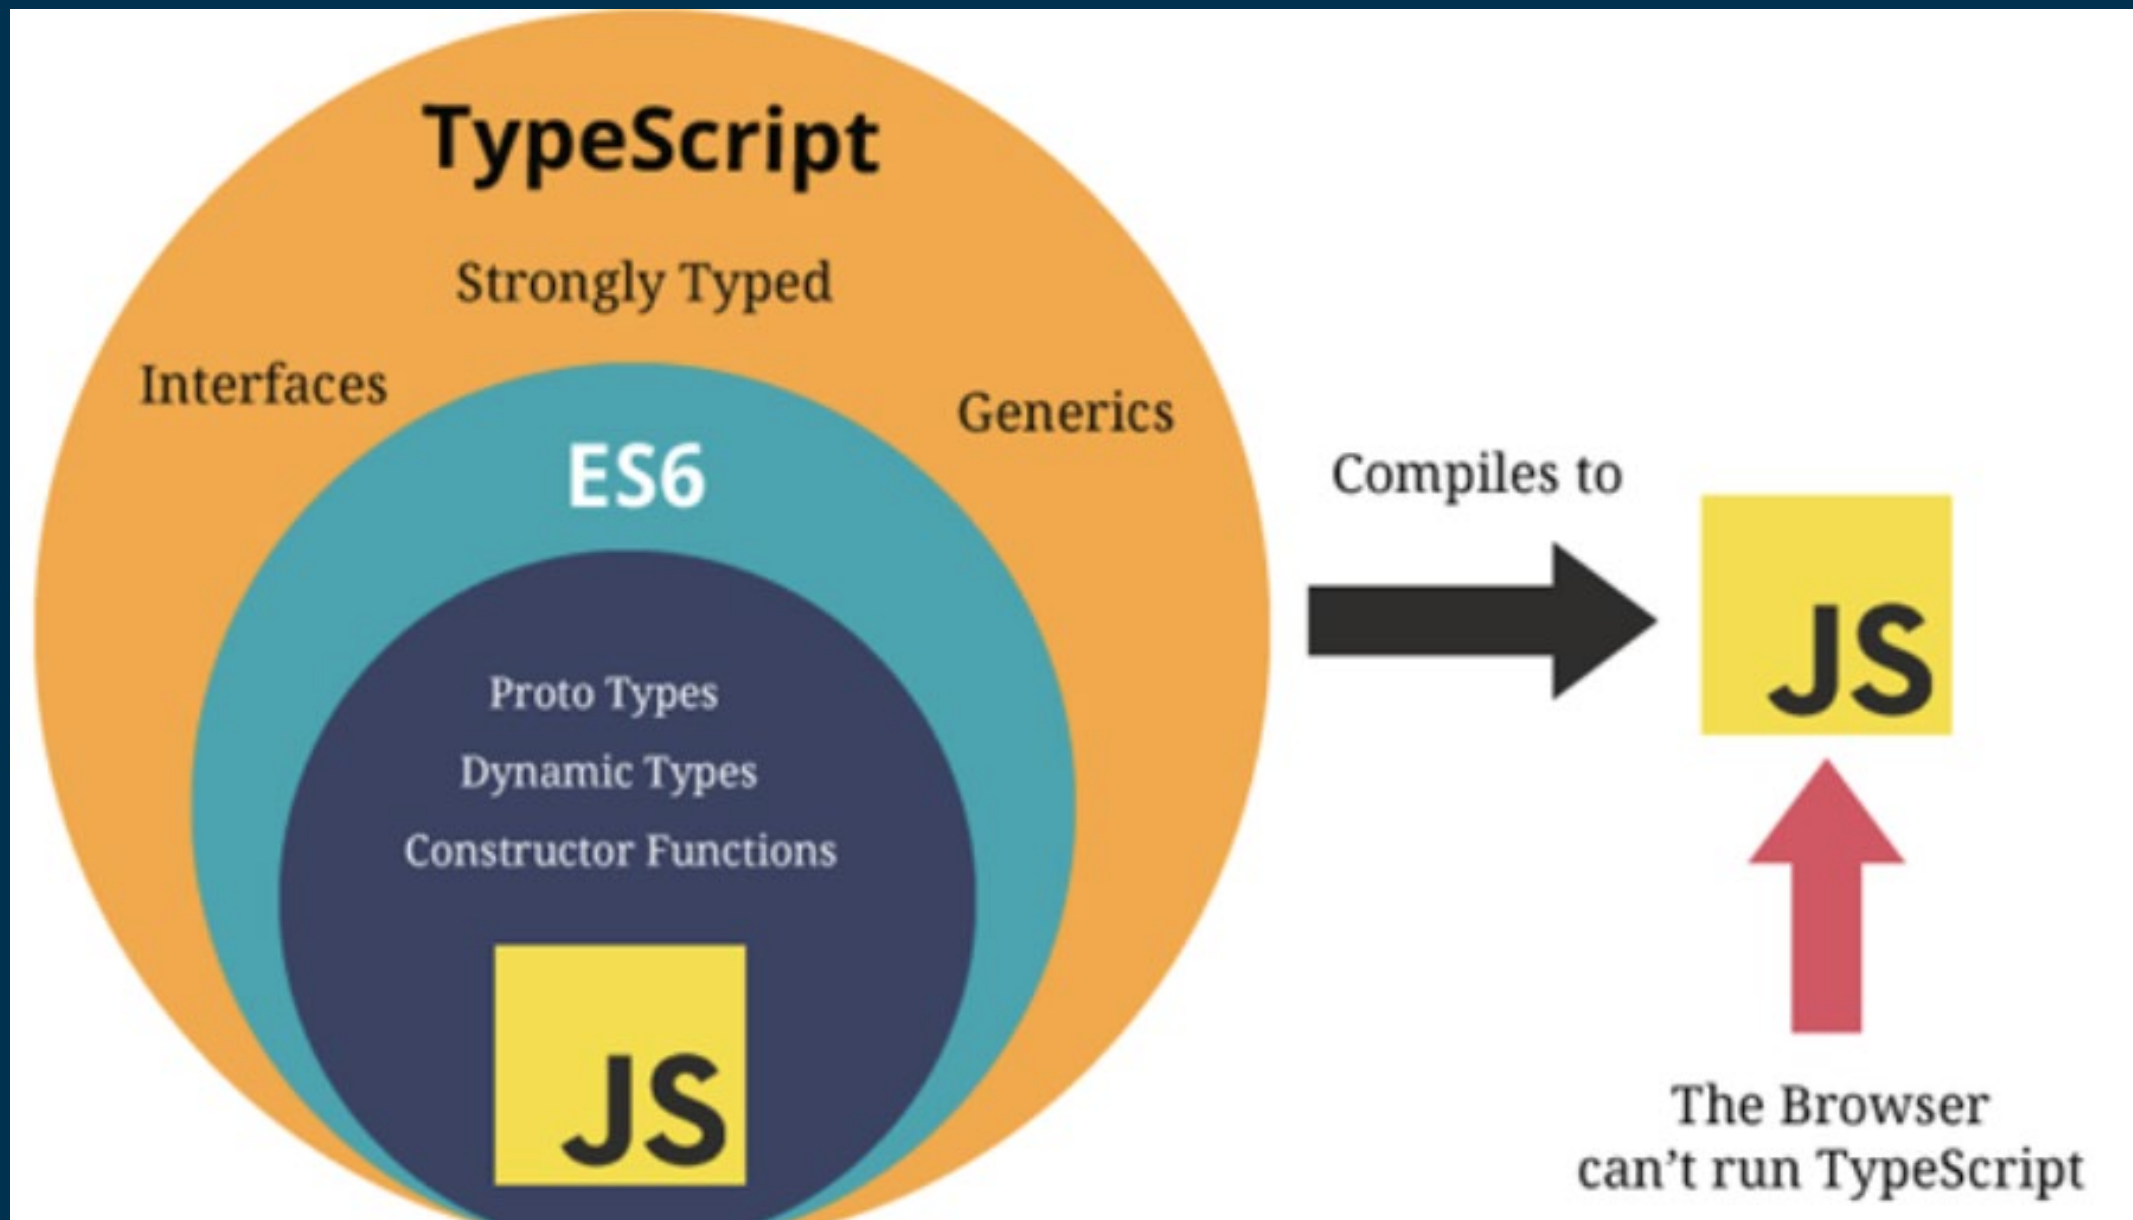 TypeScript
Strongly Typed
Interfaces
Generics
ES6
Proto Types
Dynamic Types
Constructor Functions
JS
Compiles to
JS
The Browser
can't run TypeScript